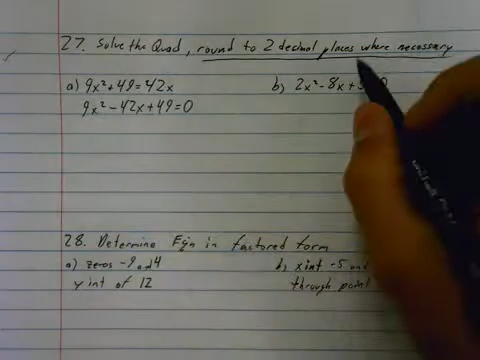 27. Solve the Quad, round to 2 decimal places where necessary
a) 9x²+49=42x
9x²-42x+49=0
b) 2x²-8x+
28. Determine Eqn in factored form
a) zeros -9 and 4
y int of 12
b) x int -5 and
through point